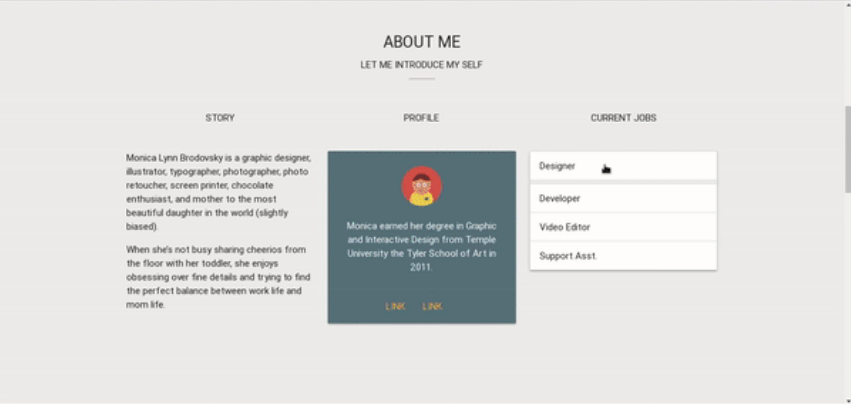 ABOUT ME
LET ME INTRODUCE MY SELF
STORY
Monica Lynn Brodovsky is a graphic designer,
illustrator, typographer, photographer, photo
retoucher, screen printer, chocolate
enthusiast, and mother to the most
beautiful daughter in the world (slightly
biased).
When she's not busy sharing cheerios from
the floor with her toddler, she enjoys
obsessing over fine details and trying to find
the perfect balance between work life and
mom life.
PROFILE
Monica earned her degree in Graphic
and Interactive Design from Temple
University the Tyler School of Art in
2011.
LINK LINK
CURRENT JOBS
Designer
Developer
Video Editor
Support Asst.